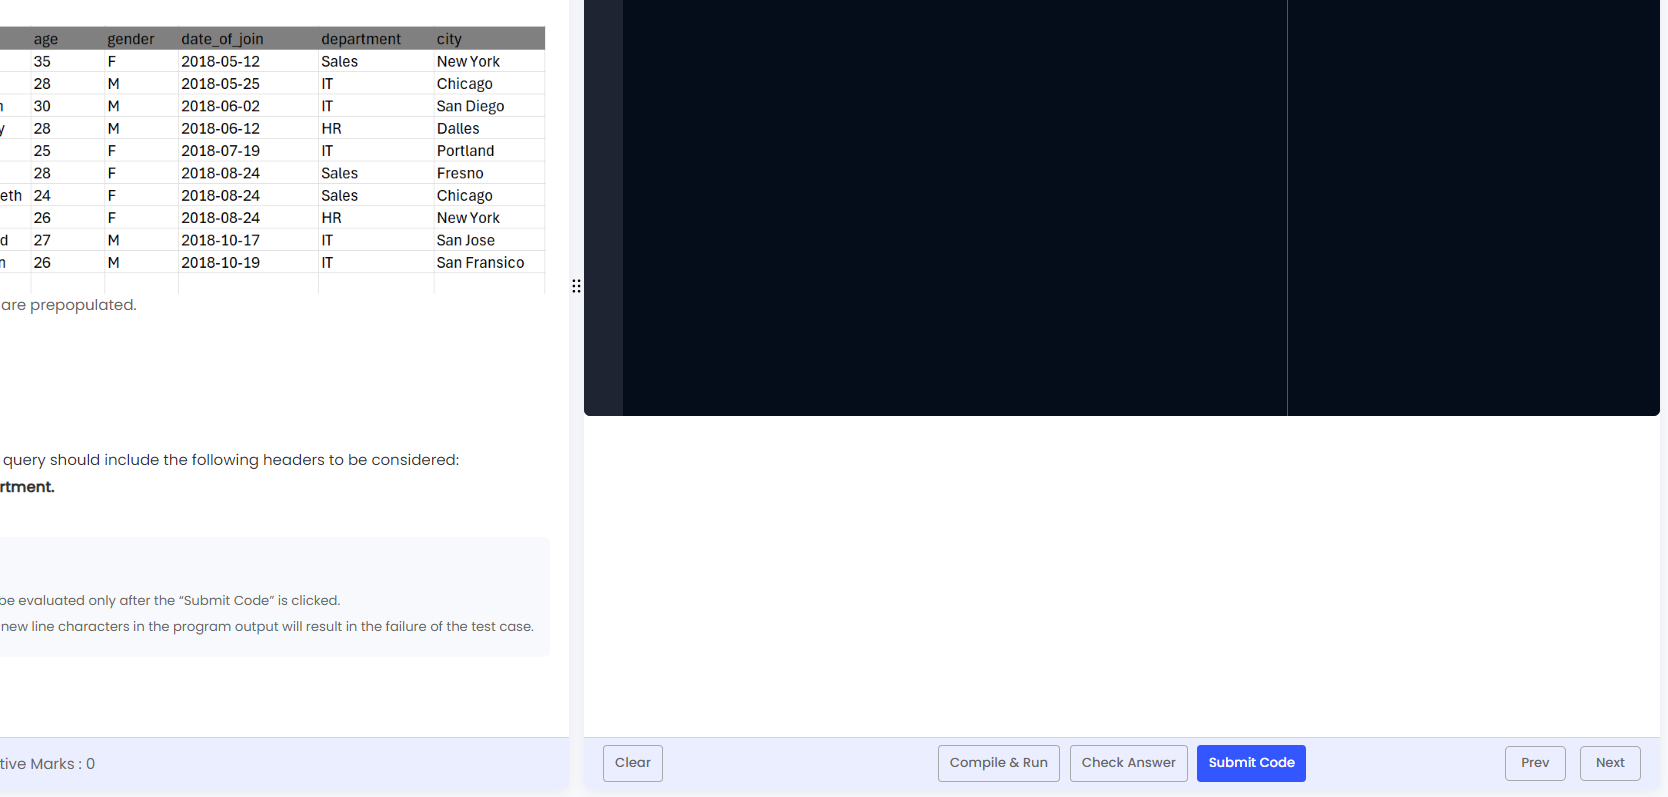 age gender date_of_join department city
35 F 2018-05-12 Sales New York
28 M 2018-05-25 IT Chicago
n 30 M 2018-06-02 IT San Diego
y 28 M 2018-06-12 HR Dalles
25 F 2018-07-19 IT Portland
28 F 2018-08-24 Sales Fresno
eth 24 F 2018-08-24 Sales Chicago
26 F 2018-08-24 HR New York
d 27 M 2018-10-17 IT San Jose
n 26 M 2018-10-19 IT San Fransico
are prepopulated.
query should include the following headers to be considered:
rtment.
be evaluated only after the “Submit Code” is clicked.
new line characters in the program output will result in the failure of the test case.
tive Marks : 0
Clear
Compile & Run
Check Answer
Submit Code
Prev
Next